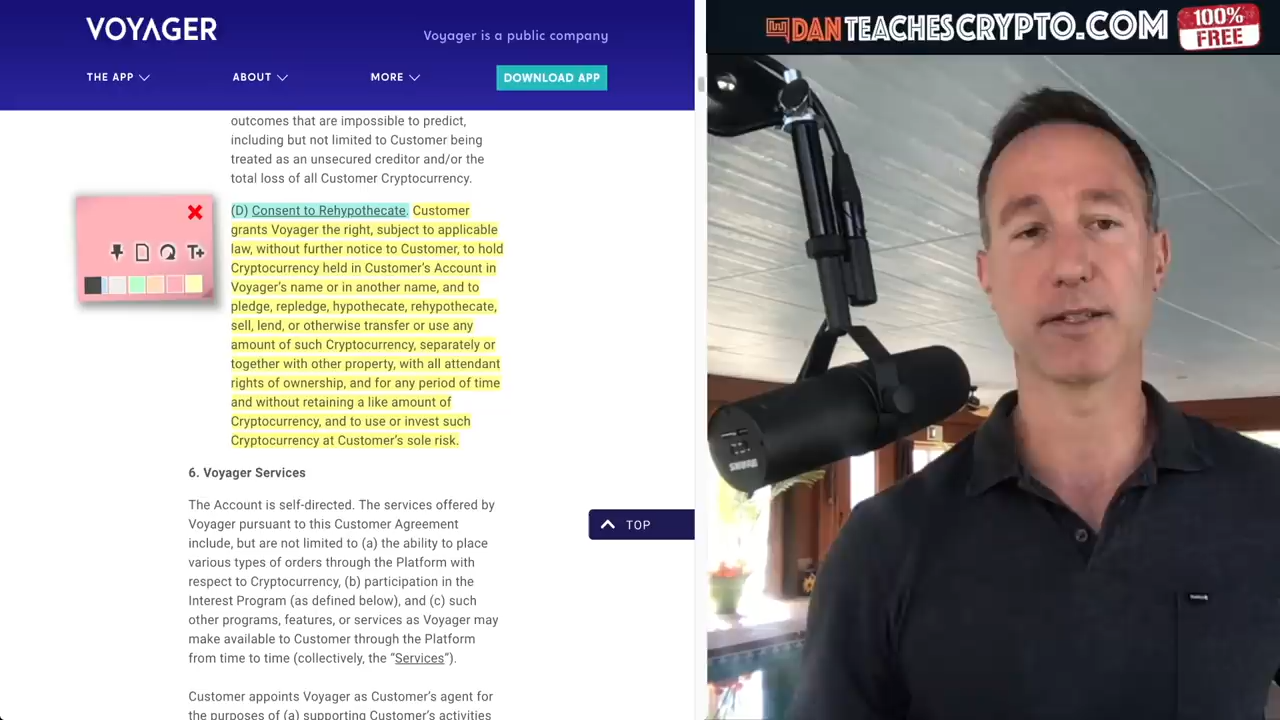 VOYAGER
Voyager is a public company
THE APP
ABOUT
MORE
DOWNLOAD APP
outcomes that are impossible to predict,
including but not limited to Customer being
treated as an unsecured creditor and/or the
total loss of all Customer Cryptocurrency.
(D) Consent to Rehypothecate. Customer
grants Voyager the right, subject to applicable
law, without further notice to Customer, to hold
Cryptocurrency held in Customer's Account in
Voyager's name or in another name, and to
pledge, repledge, hypothecate, rehypothecate,
sell, lend, or otherwise transfer or use any
amount of such Cryptocurrency, separately or
together with other property, with all attendant
rights of ownership, and for any period of time
and without retaining a like amount of
Cryptocurrency, and to use or invest such
Cryptocurrency at Customer's sole risk.
T+
6. Voyager Services
The Account is self-directed. The services offered by
Voyager pursuant to this Customer Agreement
include, but are not limited to (a) the ability to place
various types of orders through the Platform with
respect to Cryptocurrency, (b) participation in the
Interest Program (as defined below), and (c) such
other programs, features, or services as Voyager may
make available to Customer through the Platform
from time to time (collectively, the “Services”).
Customer appoints Voyager as Customer's agent for
the purposes of (a) supporting Customer's activities
TOP
DANTEACHESCRYPTO.COM
100%
FREE
SHURE